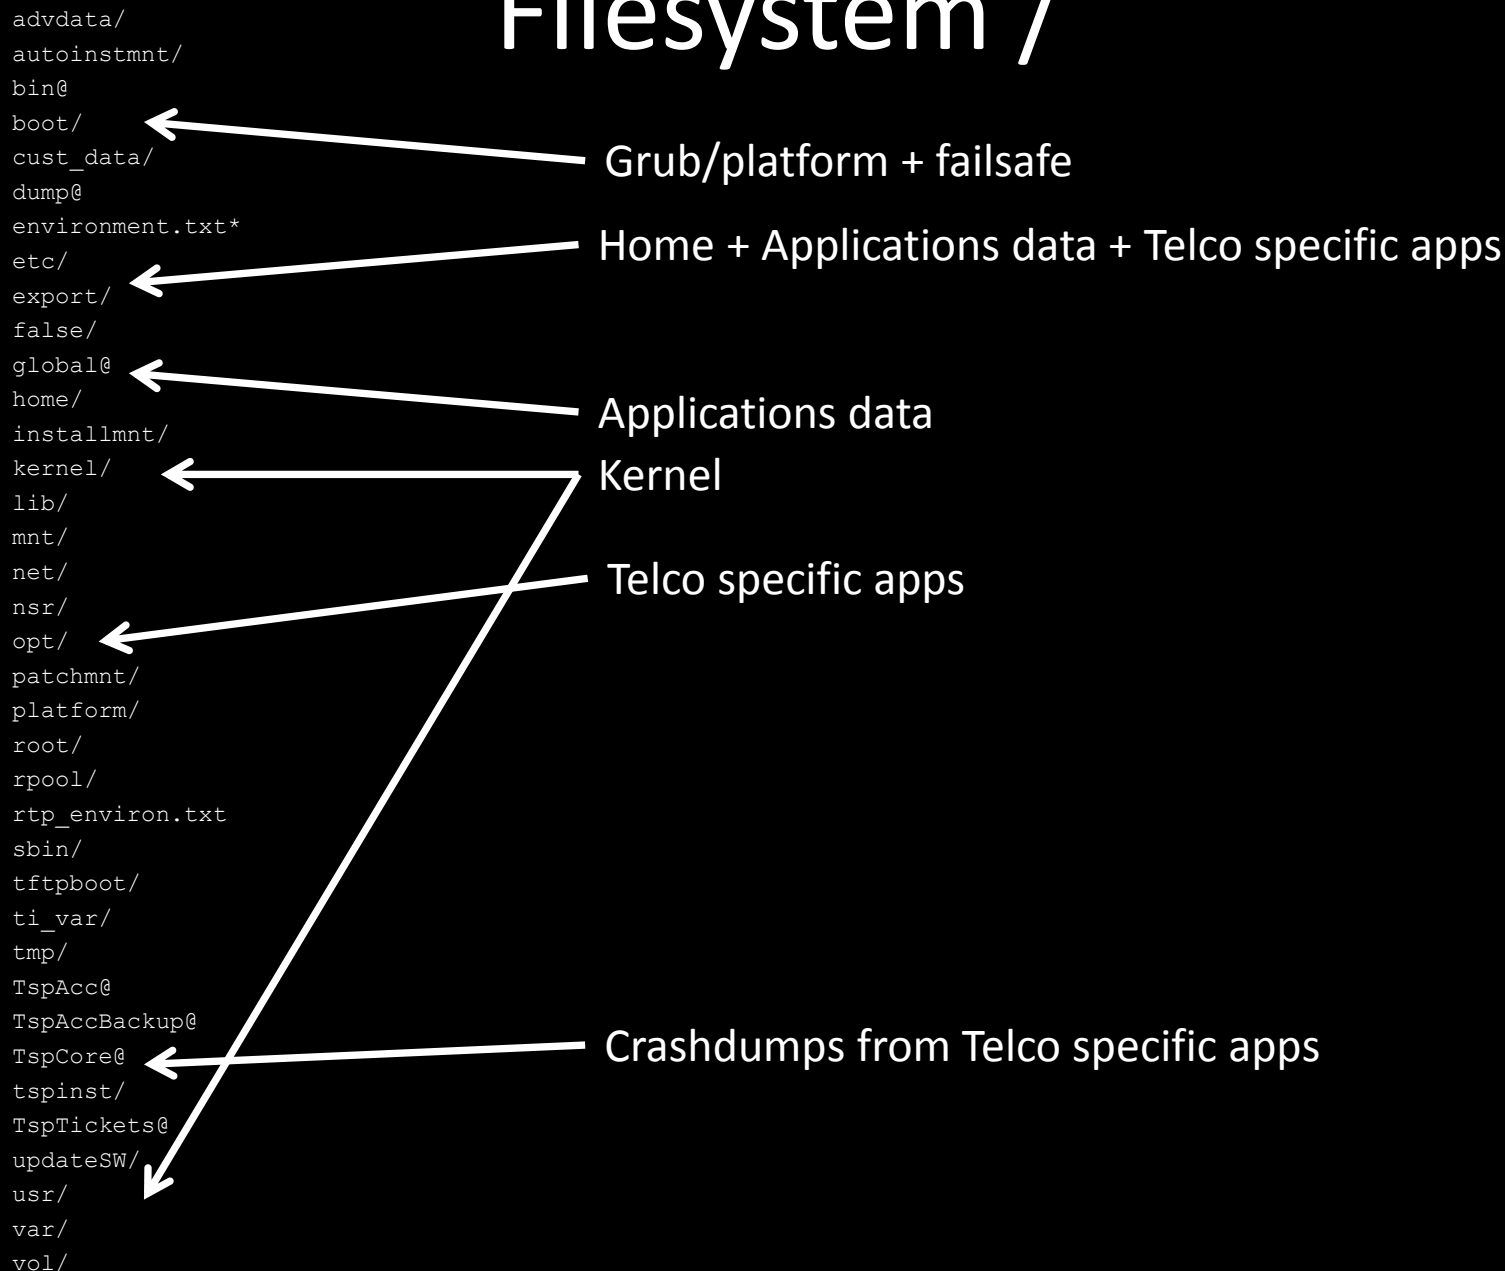 Filesystem /
advdata/
autoinstmnt/
bin@
boot/
cust_data/
dump@
environment.txt*
etc/
export/
false/
global@
home/
installmnt/
kernel/
lib/
mnt/
net/
nsr/
opt/
patchmnt/
platform/
root/
rpool/
rtp_environ.txt
sbin/
tftpboot/
ti_var/
tmp/
TspAcc@
TspAccBackup@
TspCore@
tspinst/
TspTickets@
updateSW/
usr/
var/
vol/
Grub/platform + failsafe
Home + Applications data + Telco specific apps
Applications data
Kernel
Telco specific apps
Crashdumps from Telco specific apps